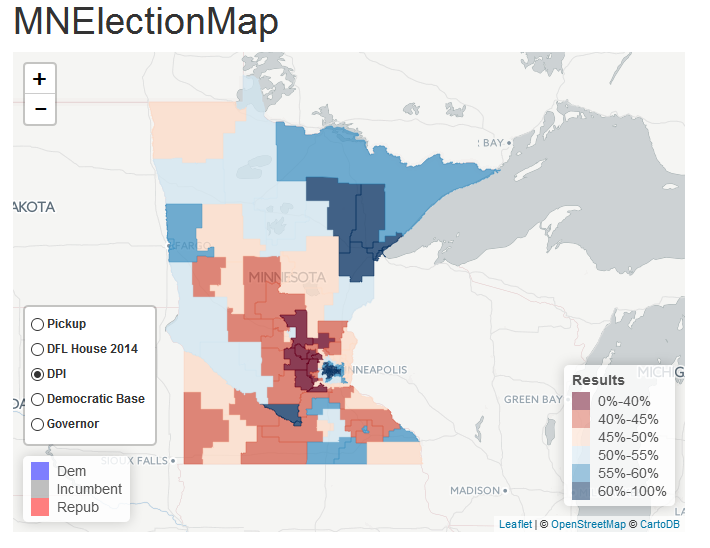 MNElectionMap
+
−
BAY
AKOTA
FARGO
MINNESOTA
Pickup
DFL House 2014
DPI
Democratic Base
Governor
INNEAPOLIS
MICHIG
GREEN BAY
Results
0%-40%
40%-45%
45%-50%
50%-55%
55%-60%
60%-100%
SIOUX FALLS
Dem
Incumbent
Repub
MADISON
Leaflet | © OpenStreetMap © CartoDB